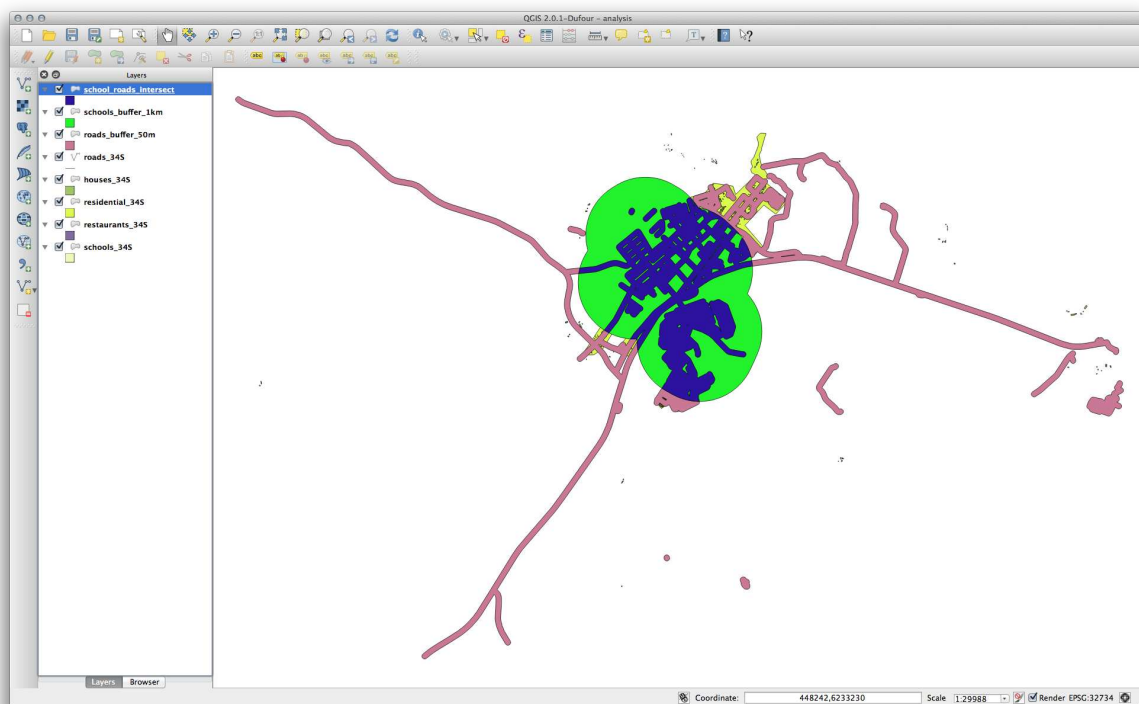 QGIS 2.0.1-Dufour - analysis
Layers
school_roads_intersect
schools_buffer_1km
roads_buffer_50m
roads_34S
houses_34S
residential_34S
restaurants_34S
schools_34S
Layers Browser
Coordinate: 448242,6233230 Scale 1:29988 Render EPSG:32734